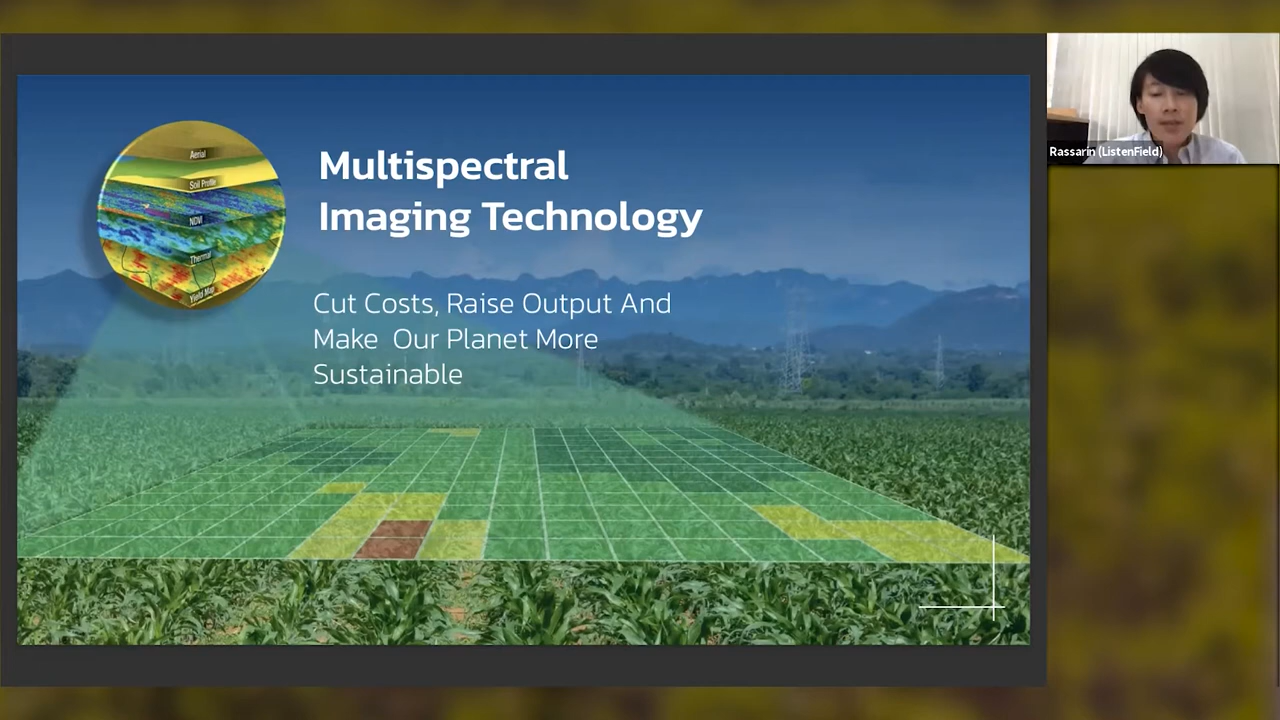 Multispectral
Imaging Technology
Cut Costs, Raise Output And
Make  Our Planet More
Sustainable
Aerial
Soil Profile
NDVI
Thermal
Yield Map
Rassarin (ListenField)